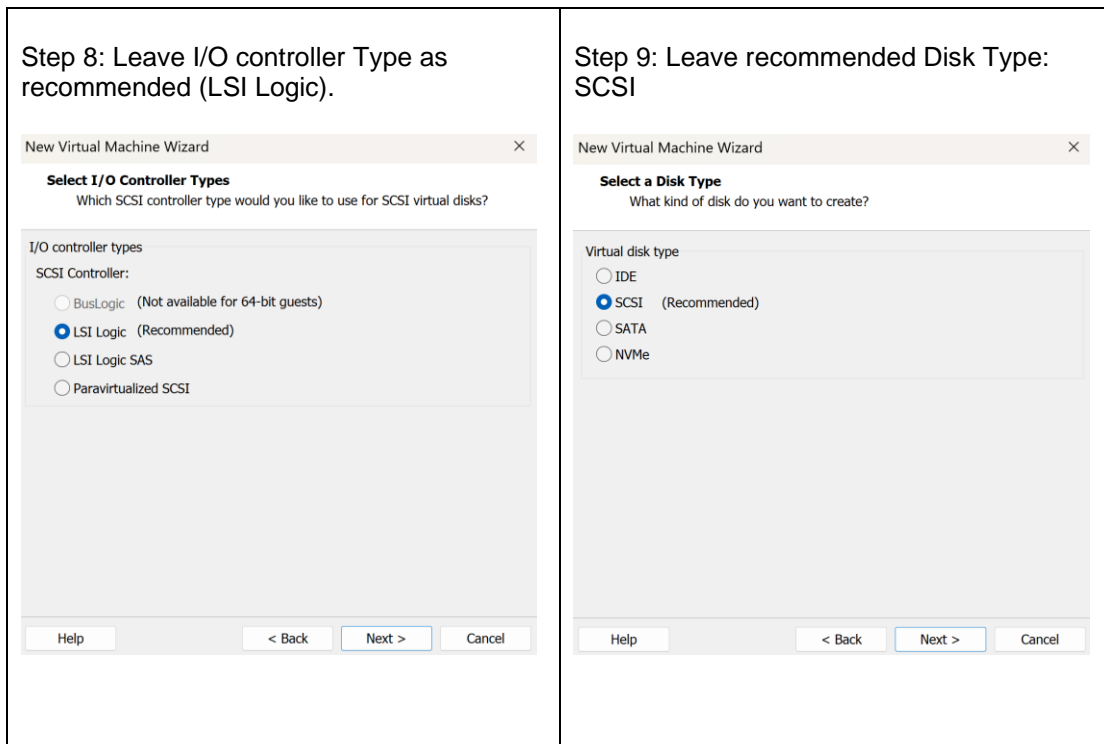 Step 8: Leave I/O controller Type as
recommended (LSI Logic).
New Virtual Machine Wizard
Select I/O Controller Types
Which SCSI controller type would you like to use for SCSI virtual disks?
I/O controller types
SCSI Controller:
BusLogic (Not available for 64-bit guests)
LSI Logic (Recommended)
LSI Logic SAS
Paravirtualized SCSI
Help < Back Next > Cancel
Step 9: Leave recommended Disk Type:
SCSI
New Virtual Machine Wizard
Select a Disk Type
What kind of disk do you want to create?
Virtual disk type
IDE
SCSI (Recommended)
SATA
NVMe
Help < Back Next > Cancel